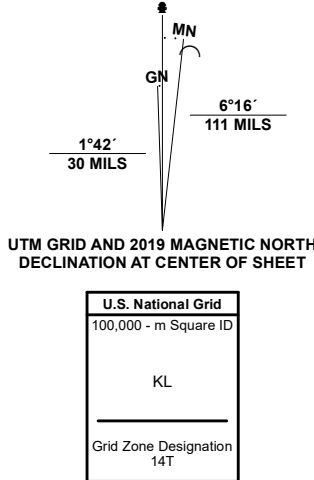 MN
GN
6°16´
111 MILS
1°42´
30 MILS
UTM GRID AND 2019 MAGNETIC NORTH
DECLINATION AT CENTER OF SHEET
U.S. National Grid
100,000 - m Square ID
KL
Grid Zone Designation
14T